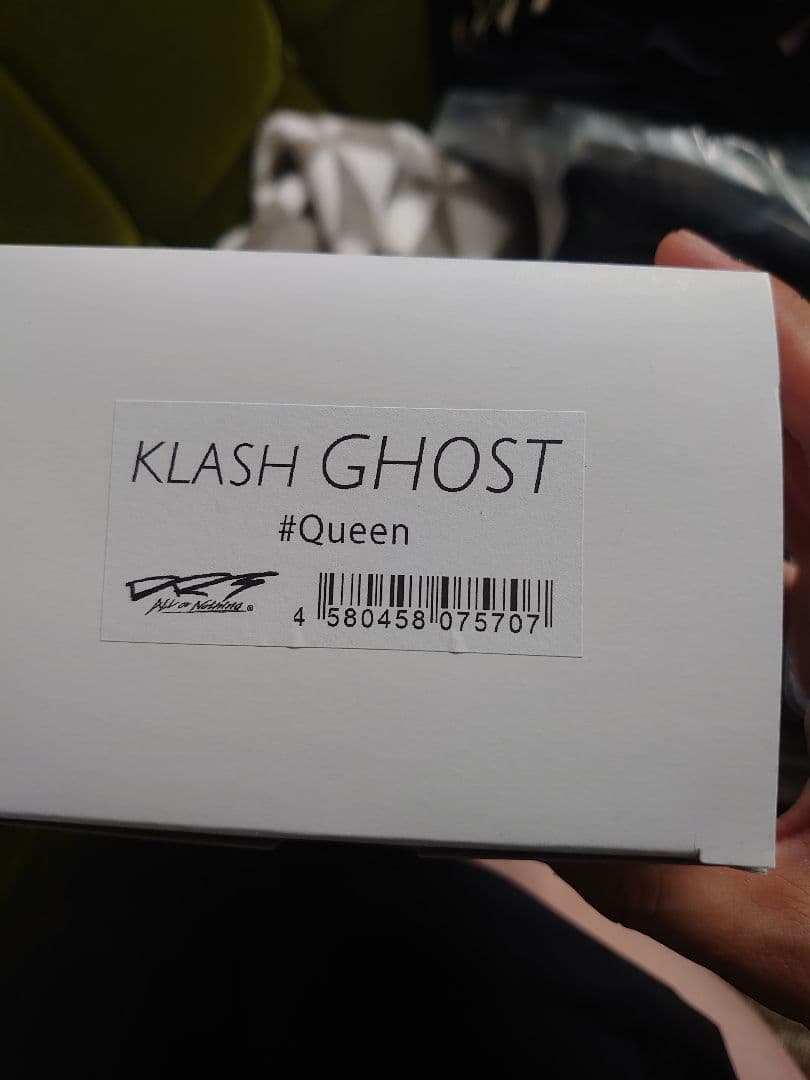 KLASH GHOST
#Queen
DRT
ALL OR NOTHING ®
4 580458 075707